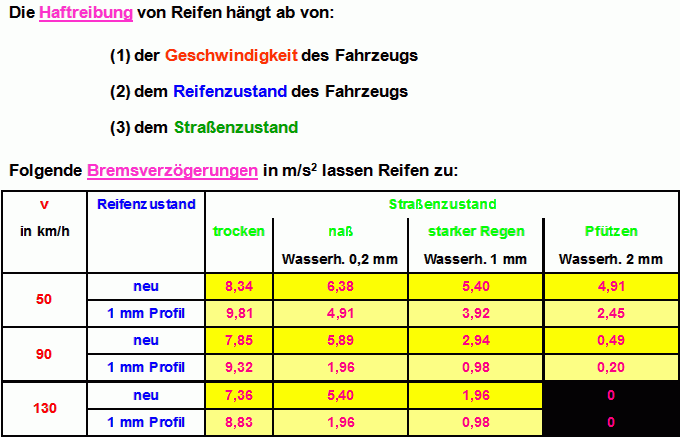 Die Haftreibung von Reifen hängt ab von:
(1) der Geschwindigkeit des Fahrzeugs
(2) dem Reifenzustand des Fahrzeugs
(3) dem Straßenzustand
Folgende Bremsverzögerungen in m/s² lassen Reifen zu:
v Reifenzustand Straßenzustand
in km/h trocken naß starker Regen Pfützen
Wasserh. 0,2 mm Wasserh. 1 mm Wasserh. 2 mm
50 neu 8,34 6,38 5,40 4,91
1 mm Profil 9,81 4,91 3,92 2,45
90 neu 7,85 5,89 2,94 0,49
1 mm Profil 9,32 1,96 0,98 0,20
130 neu 7,36 5,40 1,96 0
1 mm Profil 8,83 1,96 0,98 0